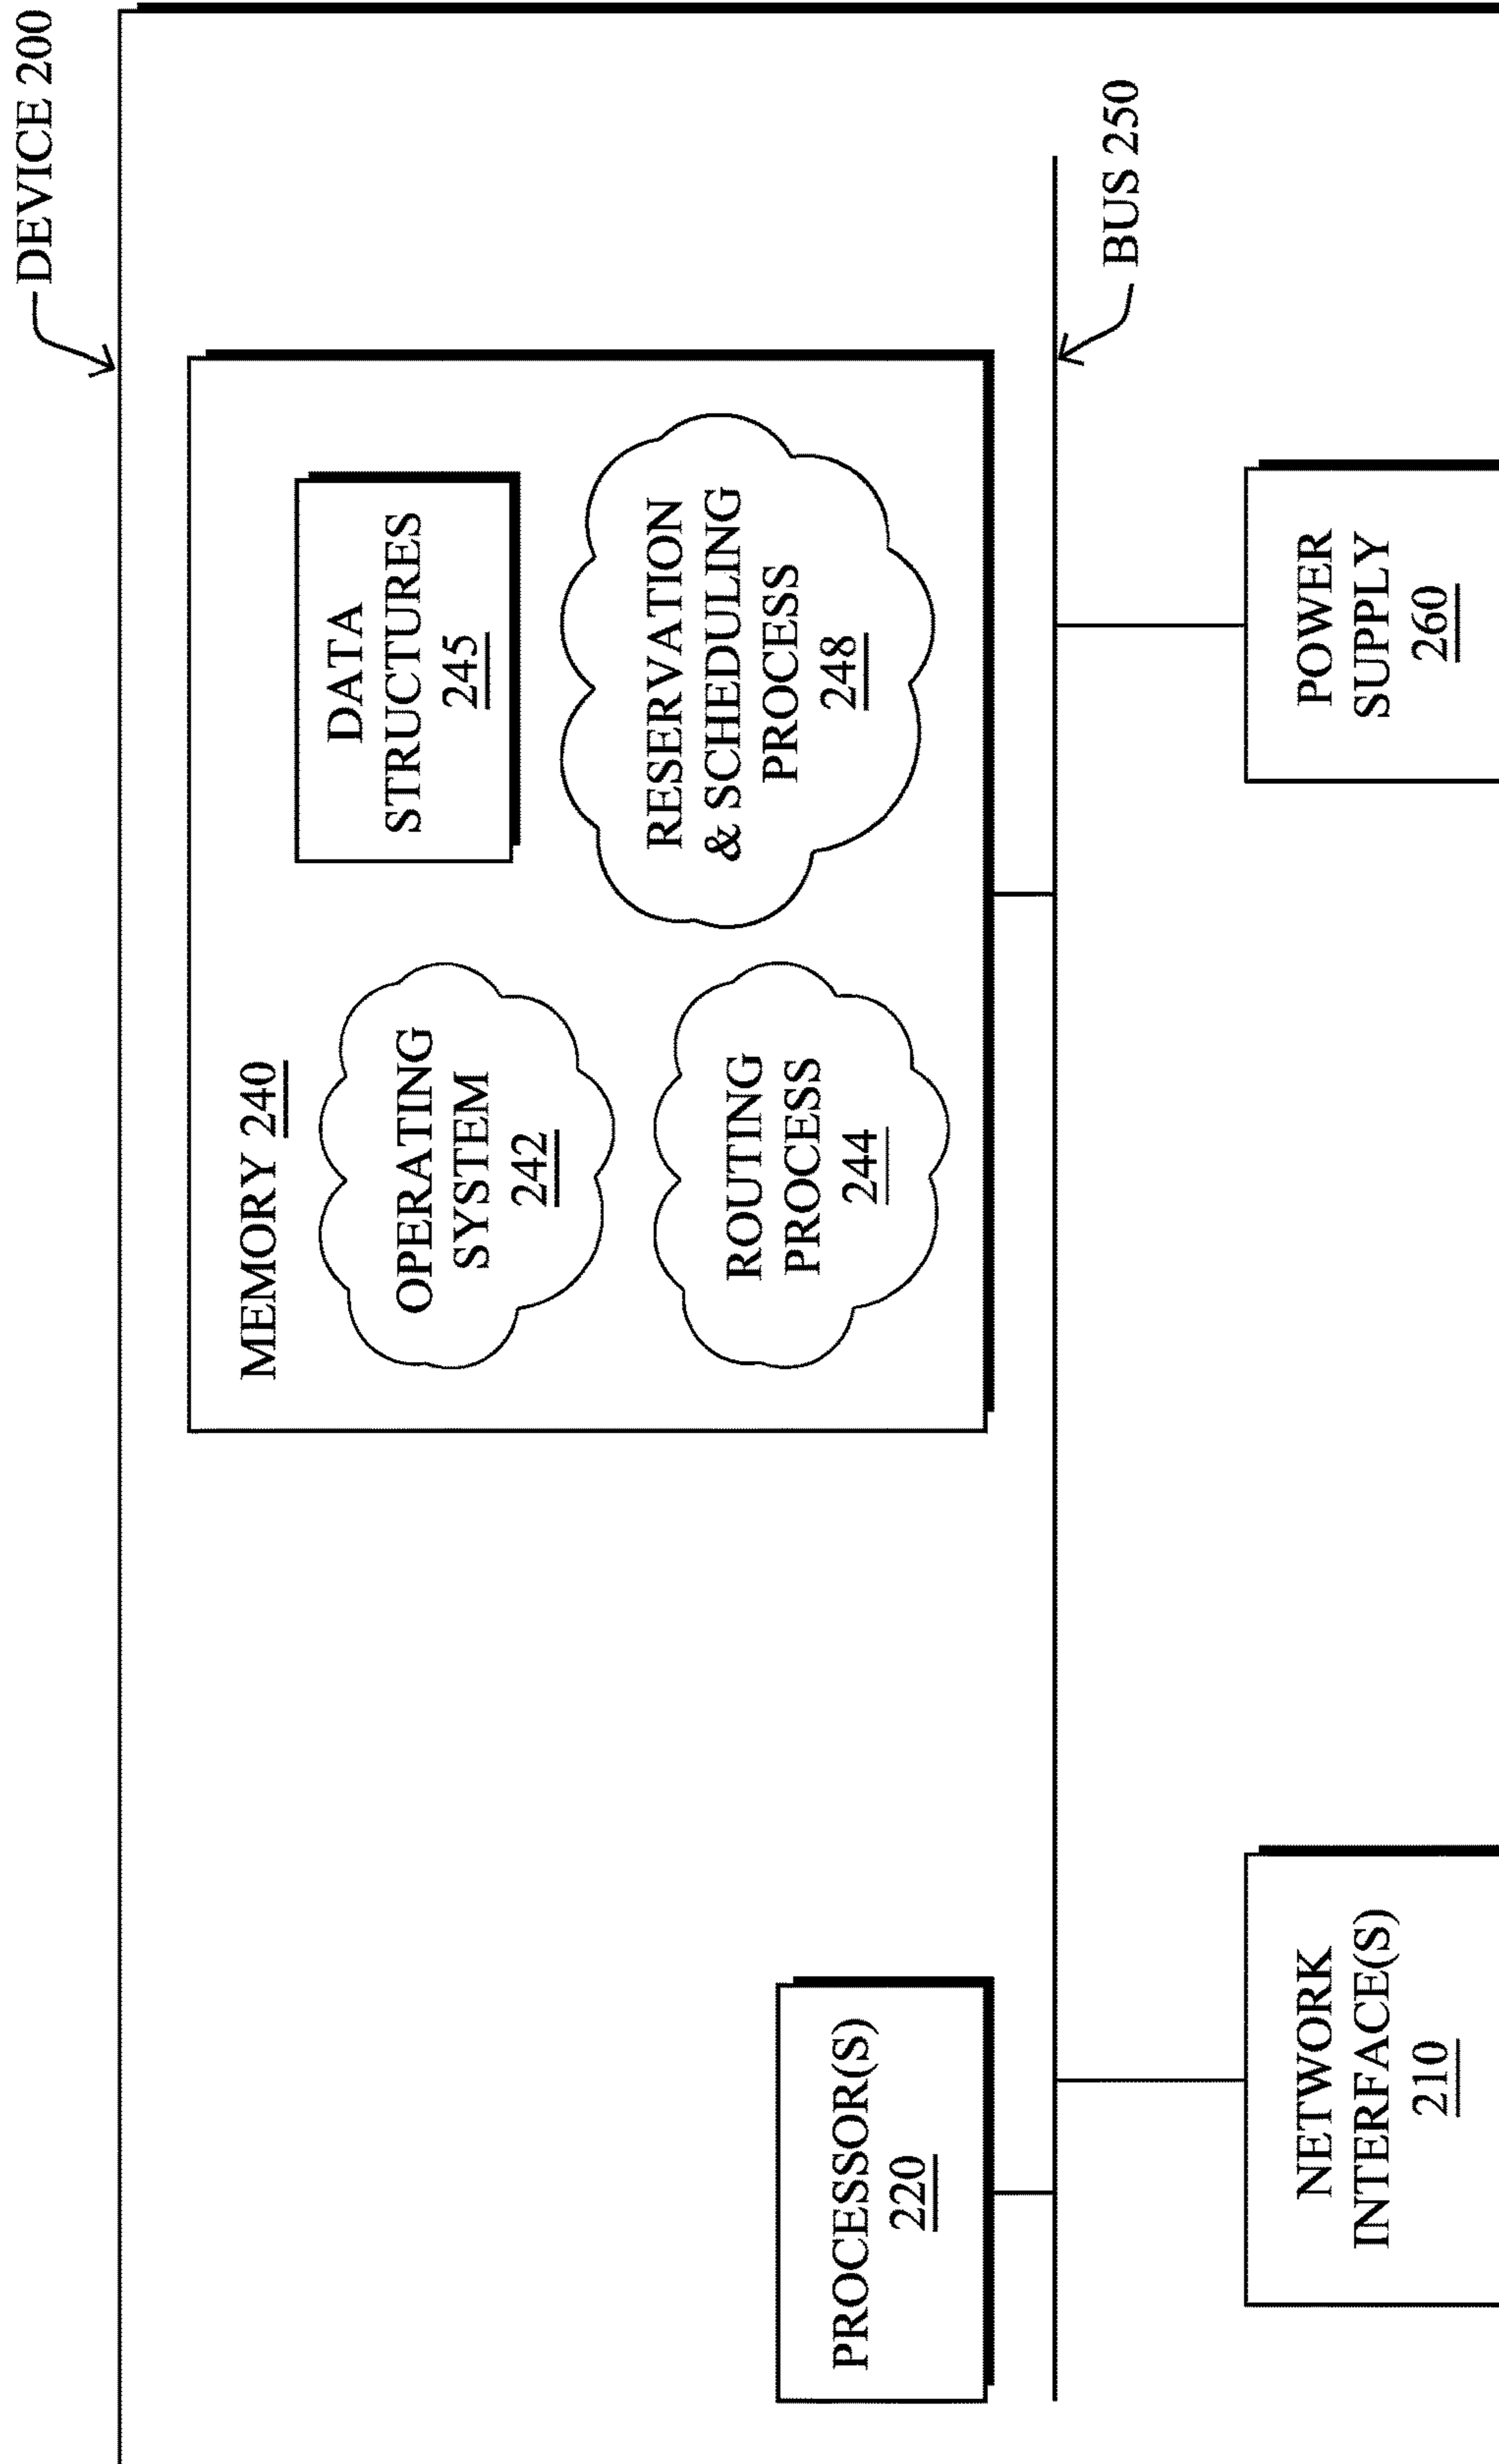 DEVICE 200
MEMORY 240
OPERATING
SYSTEM
242
DATA
STRUCTURES
245
ROUTING
PROCESS
244
RESERVATION
& SCHEDULING
PROCESS
248
PROCESSOR(S)
220
BUS 250
NETWORK
INTERFACE(S)
210
POWER
SUPPLY
260